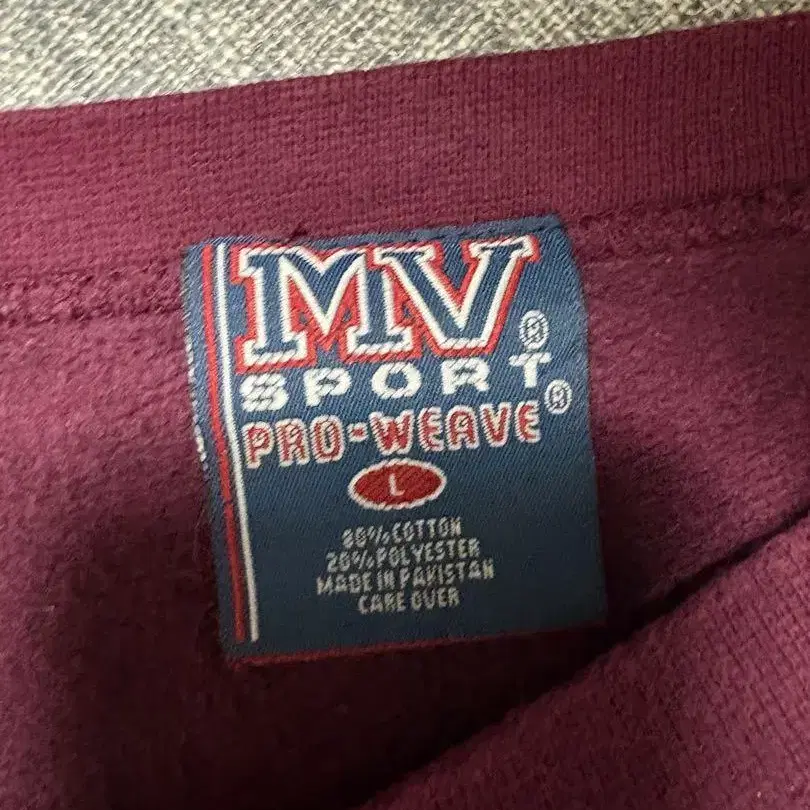 MV®
SPORT
PRO-WEAVE®
L
80% COTTON
20% POLYESTER
MADE IN PAKISTAN
CARE OVER